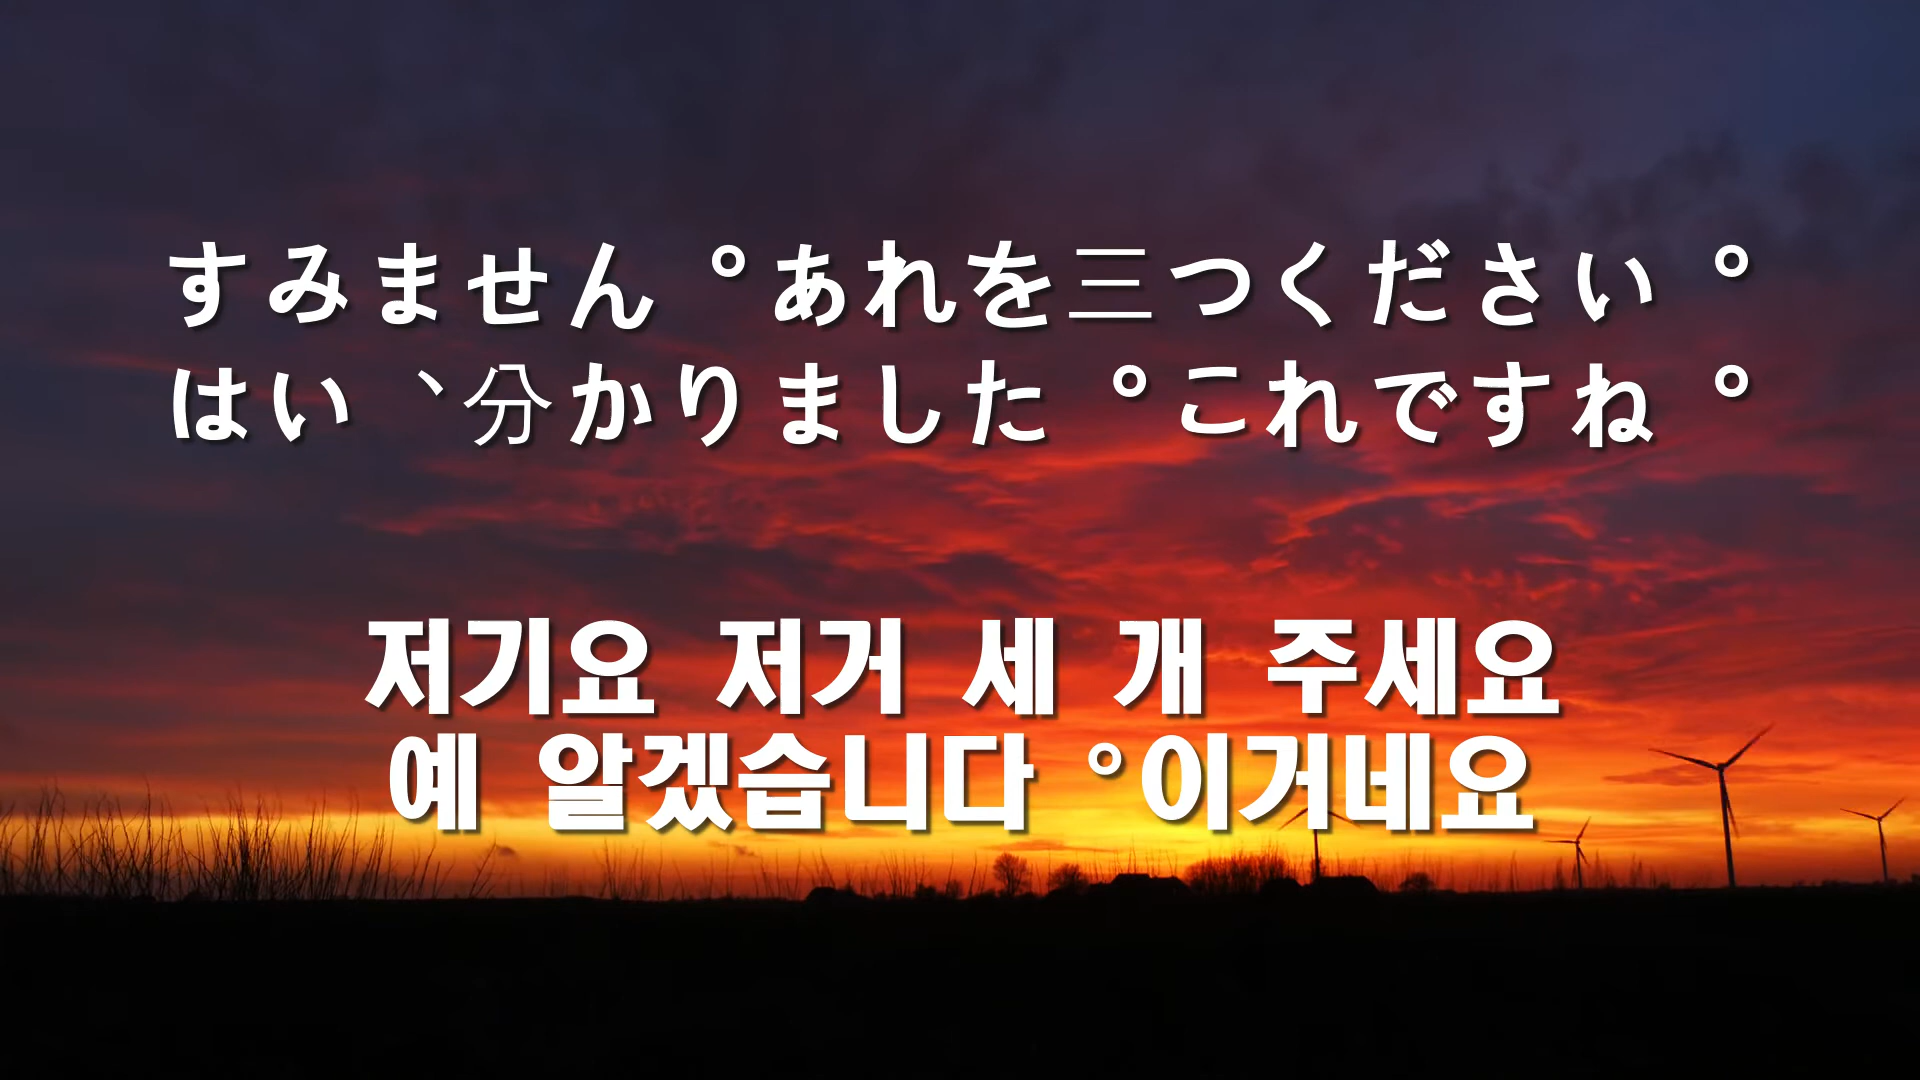 すみません。あれを三つください。
はい、分かりました。これですね。
저기요 저거 세 개 주세요
예 알겠습니다。이거네요